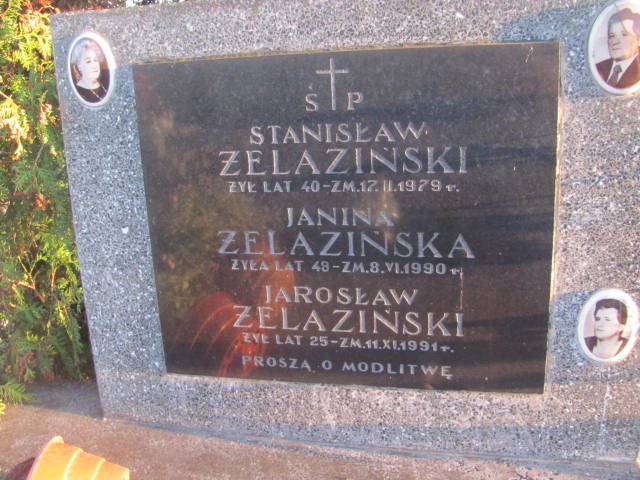 Ś P
STANISŁAW
ŻELAZIŃSKI
ŻYŁ LAT 40-ZM.17.II.1979 r.
JANINA
ŻELAZIŃSKA
ŻYŁA LAT 48-ZM.8.VI.1990 r.
JAROSŁAW
ŻELAZIŃSKI
ŻYŁ LAT 25-ZM.11.XI.1991 r.
PROSZĄ O MODLITWĘ